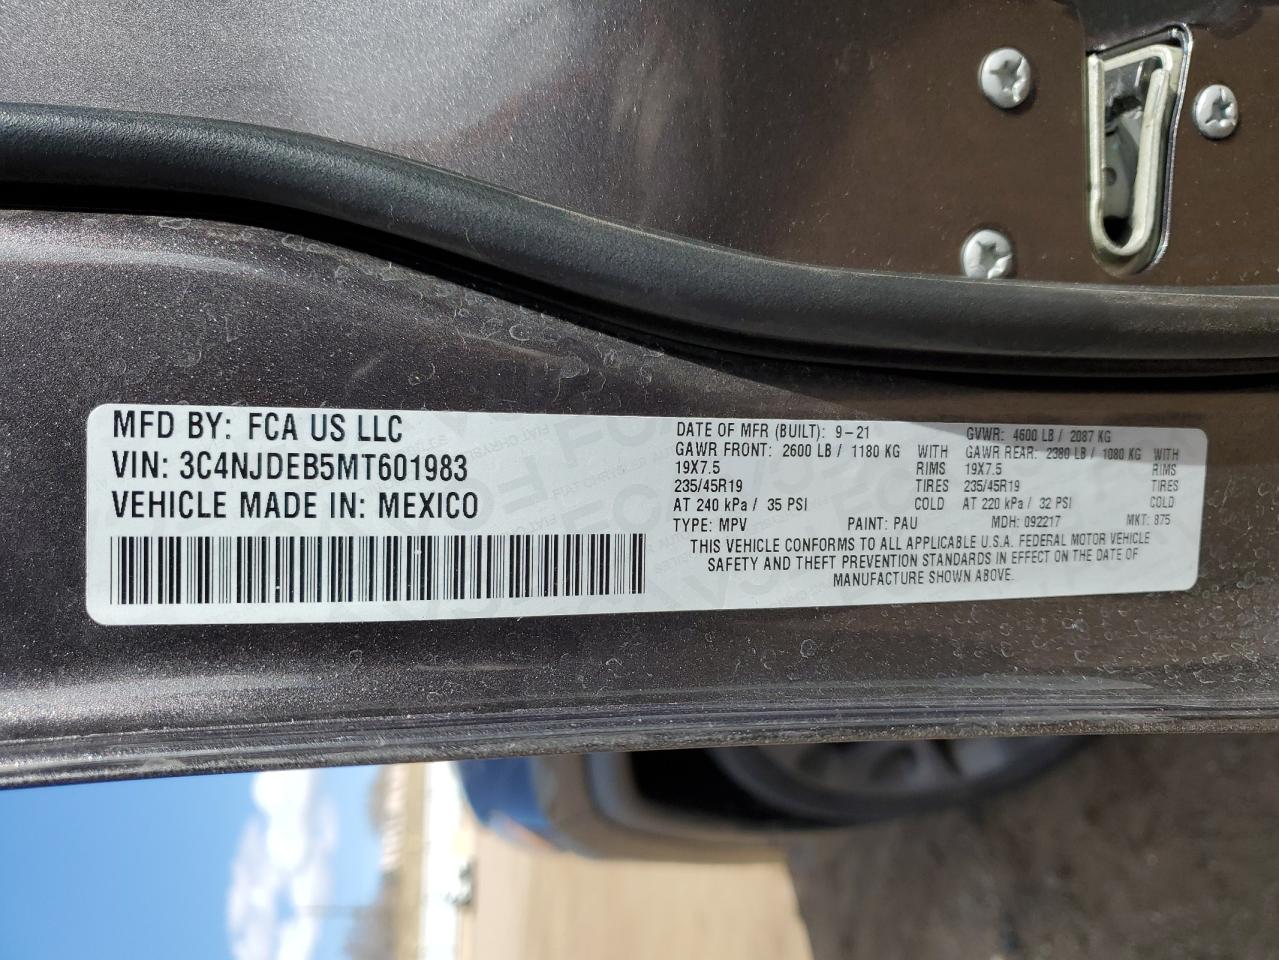 MFD BY: FCA US LLC
VIN: 3C4NJDEB5MT601983
VEHICLE MADE IN: MEXICO
DATE OF MFR (BUILT): 9-21 GVWR: 4600 LB / 2087 KG
GAWR FRONT: 2600 LB / 1180 KG WITH GAWR REAR: 2380 LB / 1080 KG WITH
19X7.5 RIMS 19X7.5 RIMS
235/45R19 TIRES 235/45R19 TIRES
AT 240 kPa / 35 PSI COLD AT 220 kPa / 32 PSI COLD
TYPE: MPV PAINT: PAU MDH: 092217 MKT: 875
THIS VEHICLE CONFORMS TO ALL APPLICABLE U.S.A. FEDERAL MOTOR VEHICLE
SAFETY AND THEFT PREVENTION STANDARDS IN EFFECT ON THE DATE OF
MANUFACTURE SHOWN ABOVE.